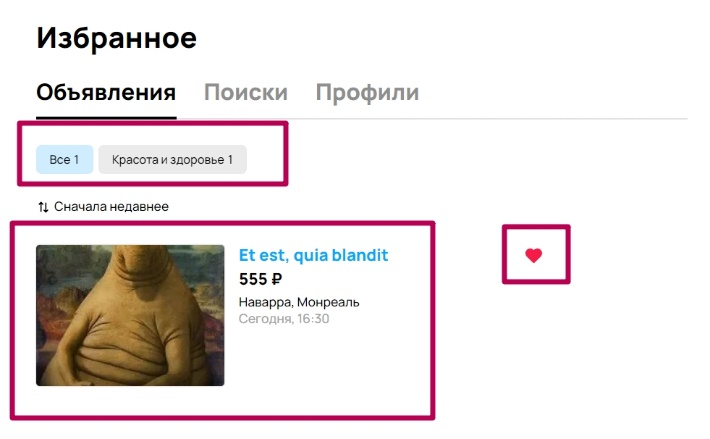 Избранное
Объявления Поиски Профили
Все 1 Красота и здоровье 1
Сначала недавнее
Et est, quia blandit
555 ₽
Наварра, Монреаль
Сегодня, 16:30